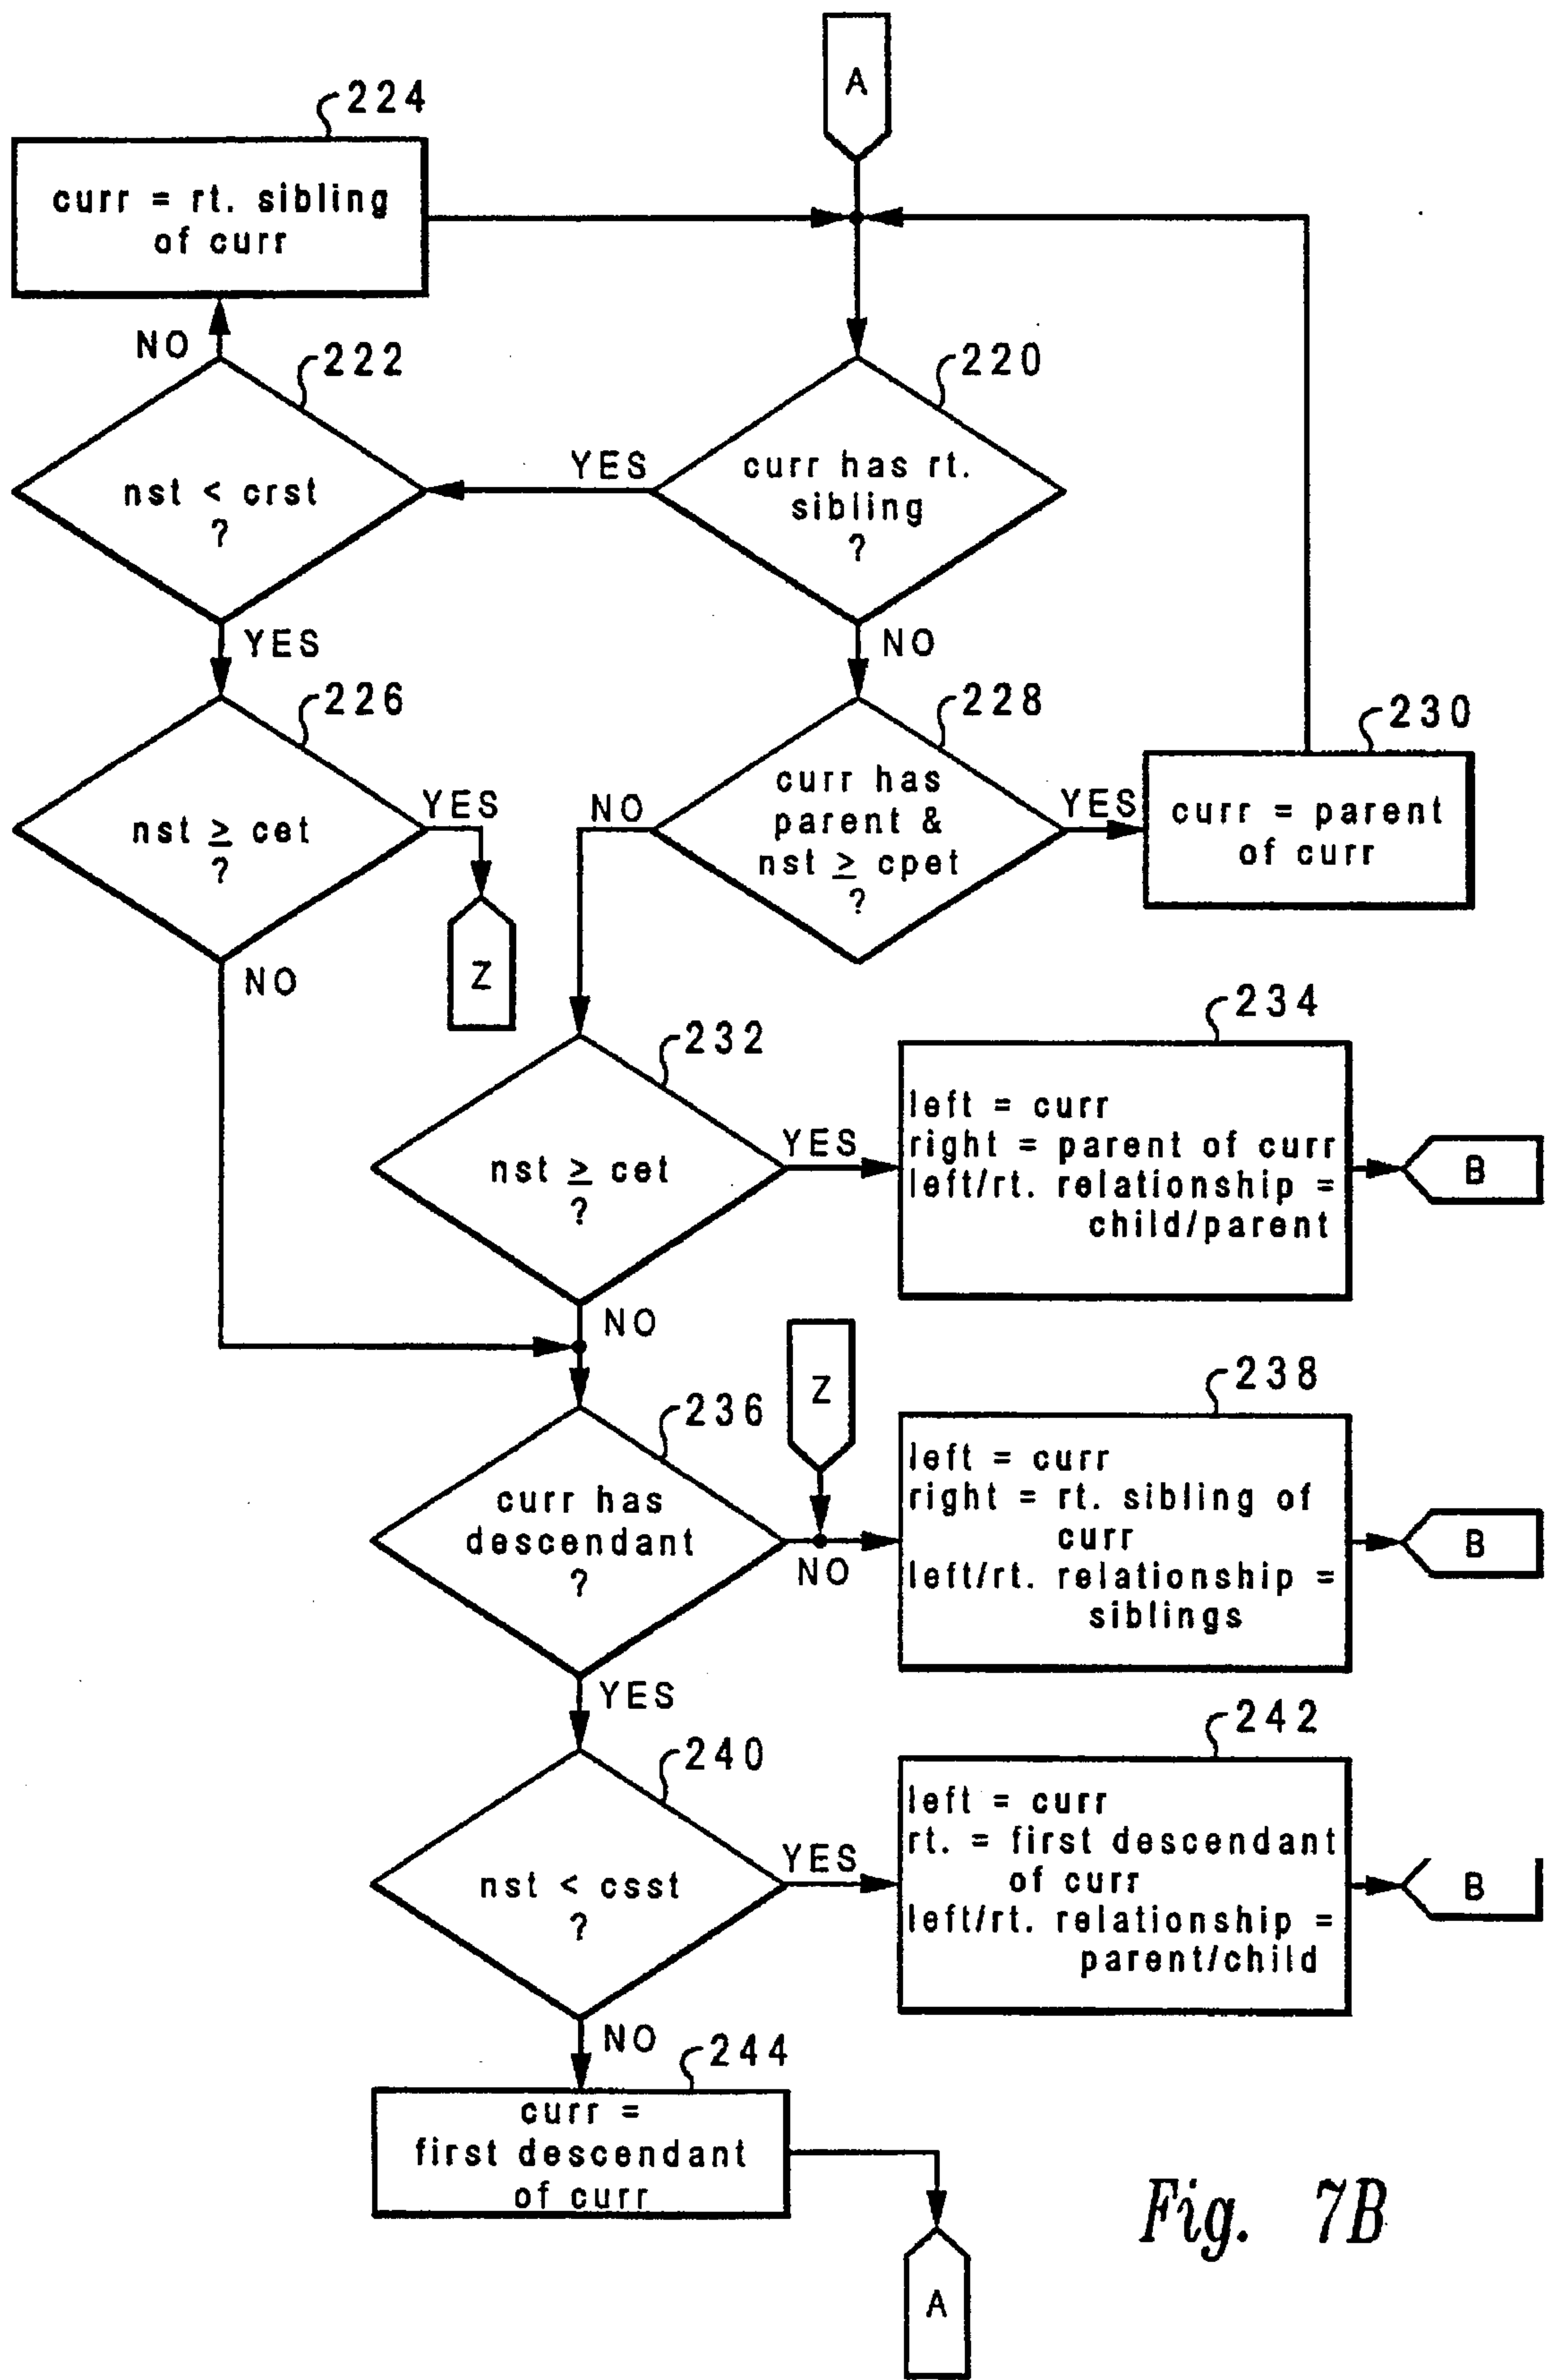 A
224
curr = rt. sibling
of curr
NO
222
220
nst < crst
?
YES
curr has rt.
sibling
?
YES
NO
226
228
230
nst ≥ cet
?
YES
NO
curr has
parent &
nst ≥ cpet
?
YES
curr = parent
of curr
Z
NO
232
234
nst ≥ cet
?
YES
left = curr
right = parent of curr
left/rt. relationship =
child/parent
B
NO
Z
236
238
curr has
descendant
?
NO
left = curr
right = rt. sibling of
curr
left/rt. relationship =
siblings
B
YES
240
242
nst < csst
?
YES
left = curr
rt. = first descendant
of curr
left/rt. relationship =
parent/child
B
NO
244
curr =
first descendant
of curr
A
Fig. 7B